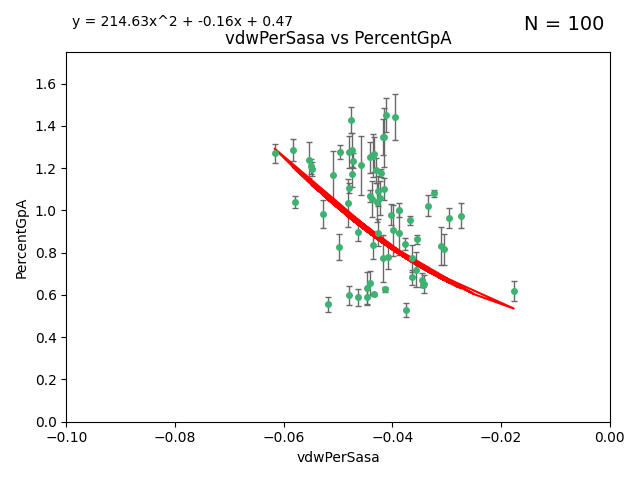 y = 214.63x^2 + -0.16x + 0.47
N = 100
vdwPerSasa vs PercentGpA
PercentGpA
1.6
1.4
1.2
1.0
0.8
0.6
0.4
0.2
0.0
−0.10 −0.08 −0.06 −0.04 −0.02 0.00
vdwPerSasa